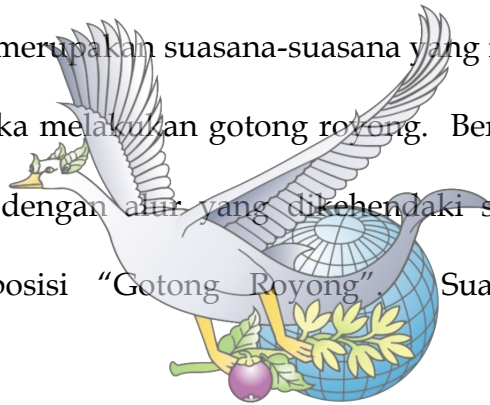 merupakan suasana-suasana yang
ka melakukan gotong royong. Ber
dengan alur yang dikehendaki s
posisi “Gotong Royong”. Sua